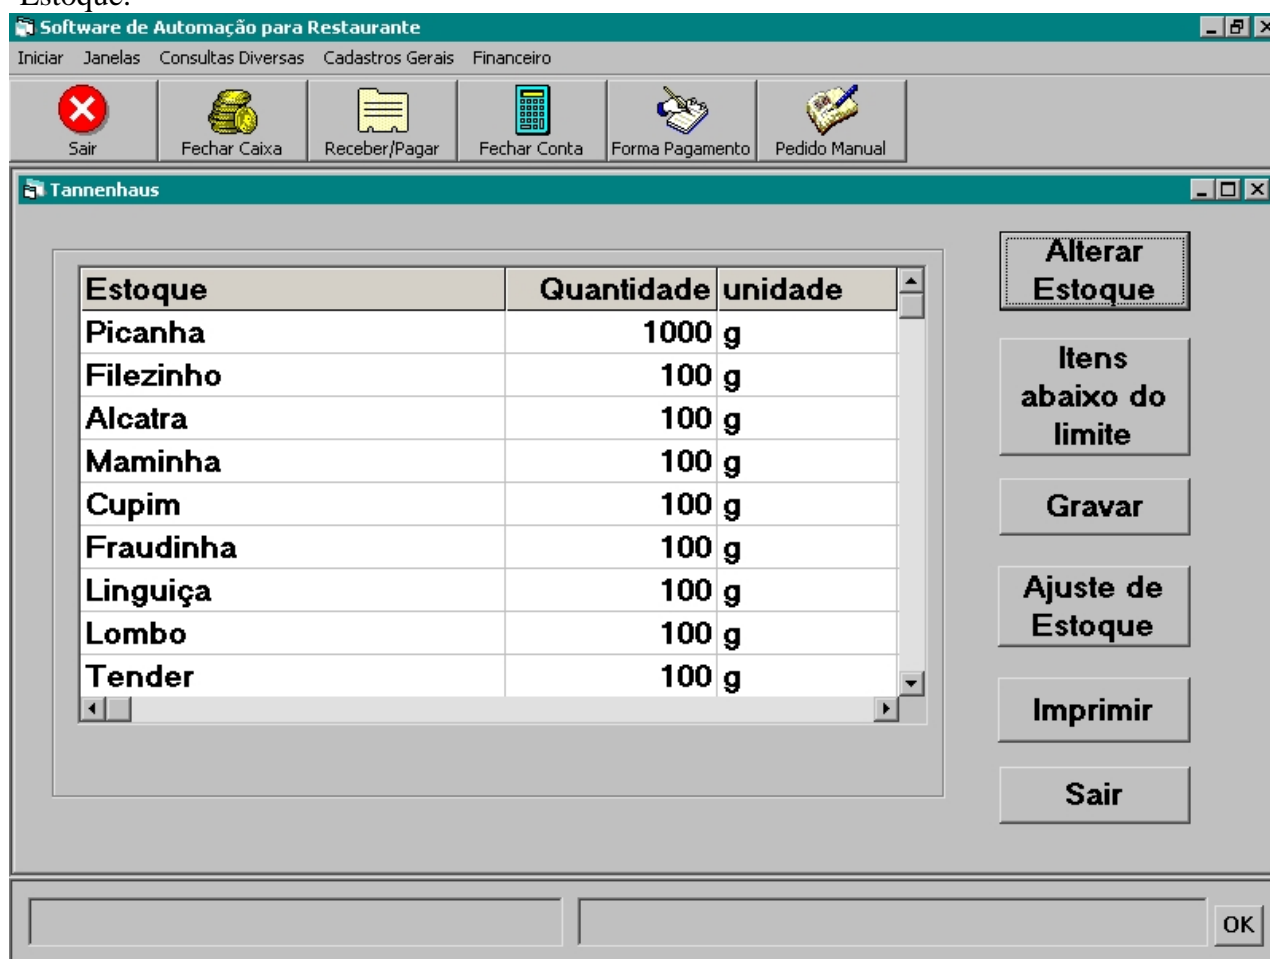 Estoque.
Software de Automação para Restaurante
Iniciar Janelas Consultas Diversas Cadastros Gerais Financeiro
Sair Fechar Caixa Receber/Pagar Fechar Conta Forma Pagamento Pedido Manual
Tannenhaus
Estoque Quantidade unidade
Picanha 1000 g
Filezinho 100 g
Alcatra 100 g
Maminha 100 g
Cupim 100 g
Fraudinha 100 g
Linguiça 100 g
Lombo 100 g
Tender 100 g
Alterar
Estoque
Itens
abaixo do
limite
Gravar
Ajuste de
Estoque
Imprimir
Sair
OK